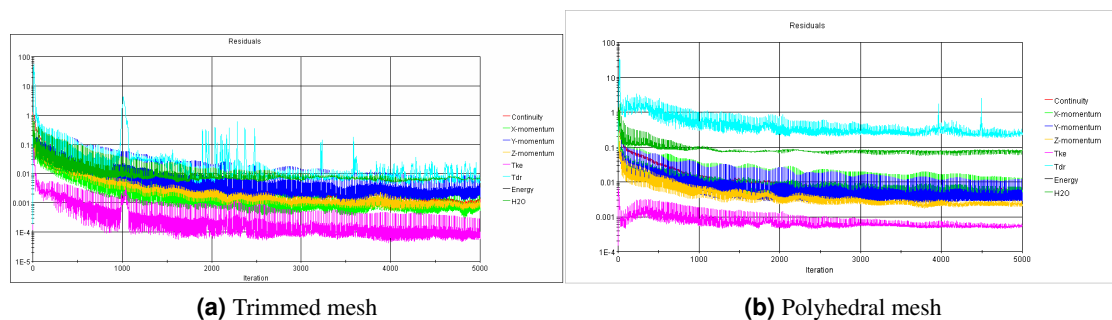 Residuals
100
10
1
0.1
0.01
0.001
1E-4
1E-5
0
1000
2000
3000
4000
5000
Iteration
Continuity
X-momentum
Y-momentum
Z-momentum
Tke
Tdr
Energy
H2O
(a) Trimmed mesh
Residuals
100
10
1
0.1
0.01
0.001
1E-4
0
1000
2000
3000
4000
5000
Iteration
Continuity
X-momentum
Y-momentum
Z-momentum
Tke
Tdr
Energy
H2O
(b) Polyhedral mesh